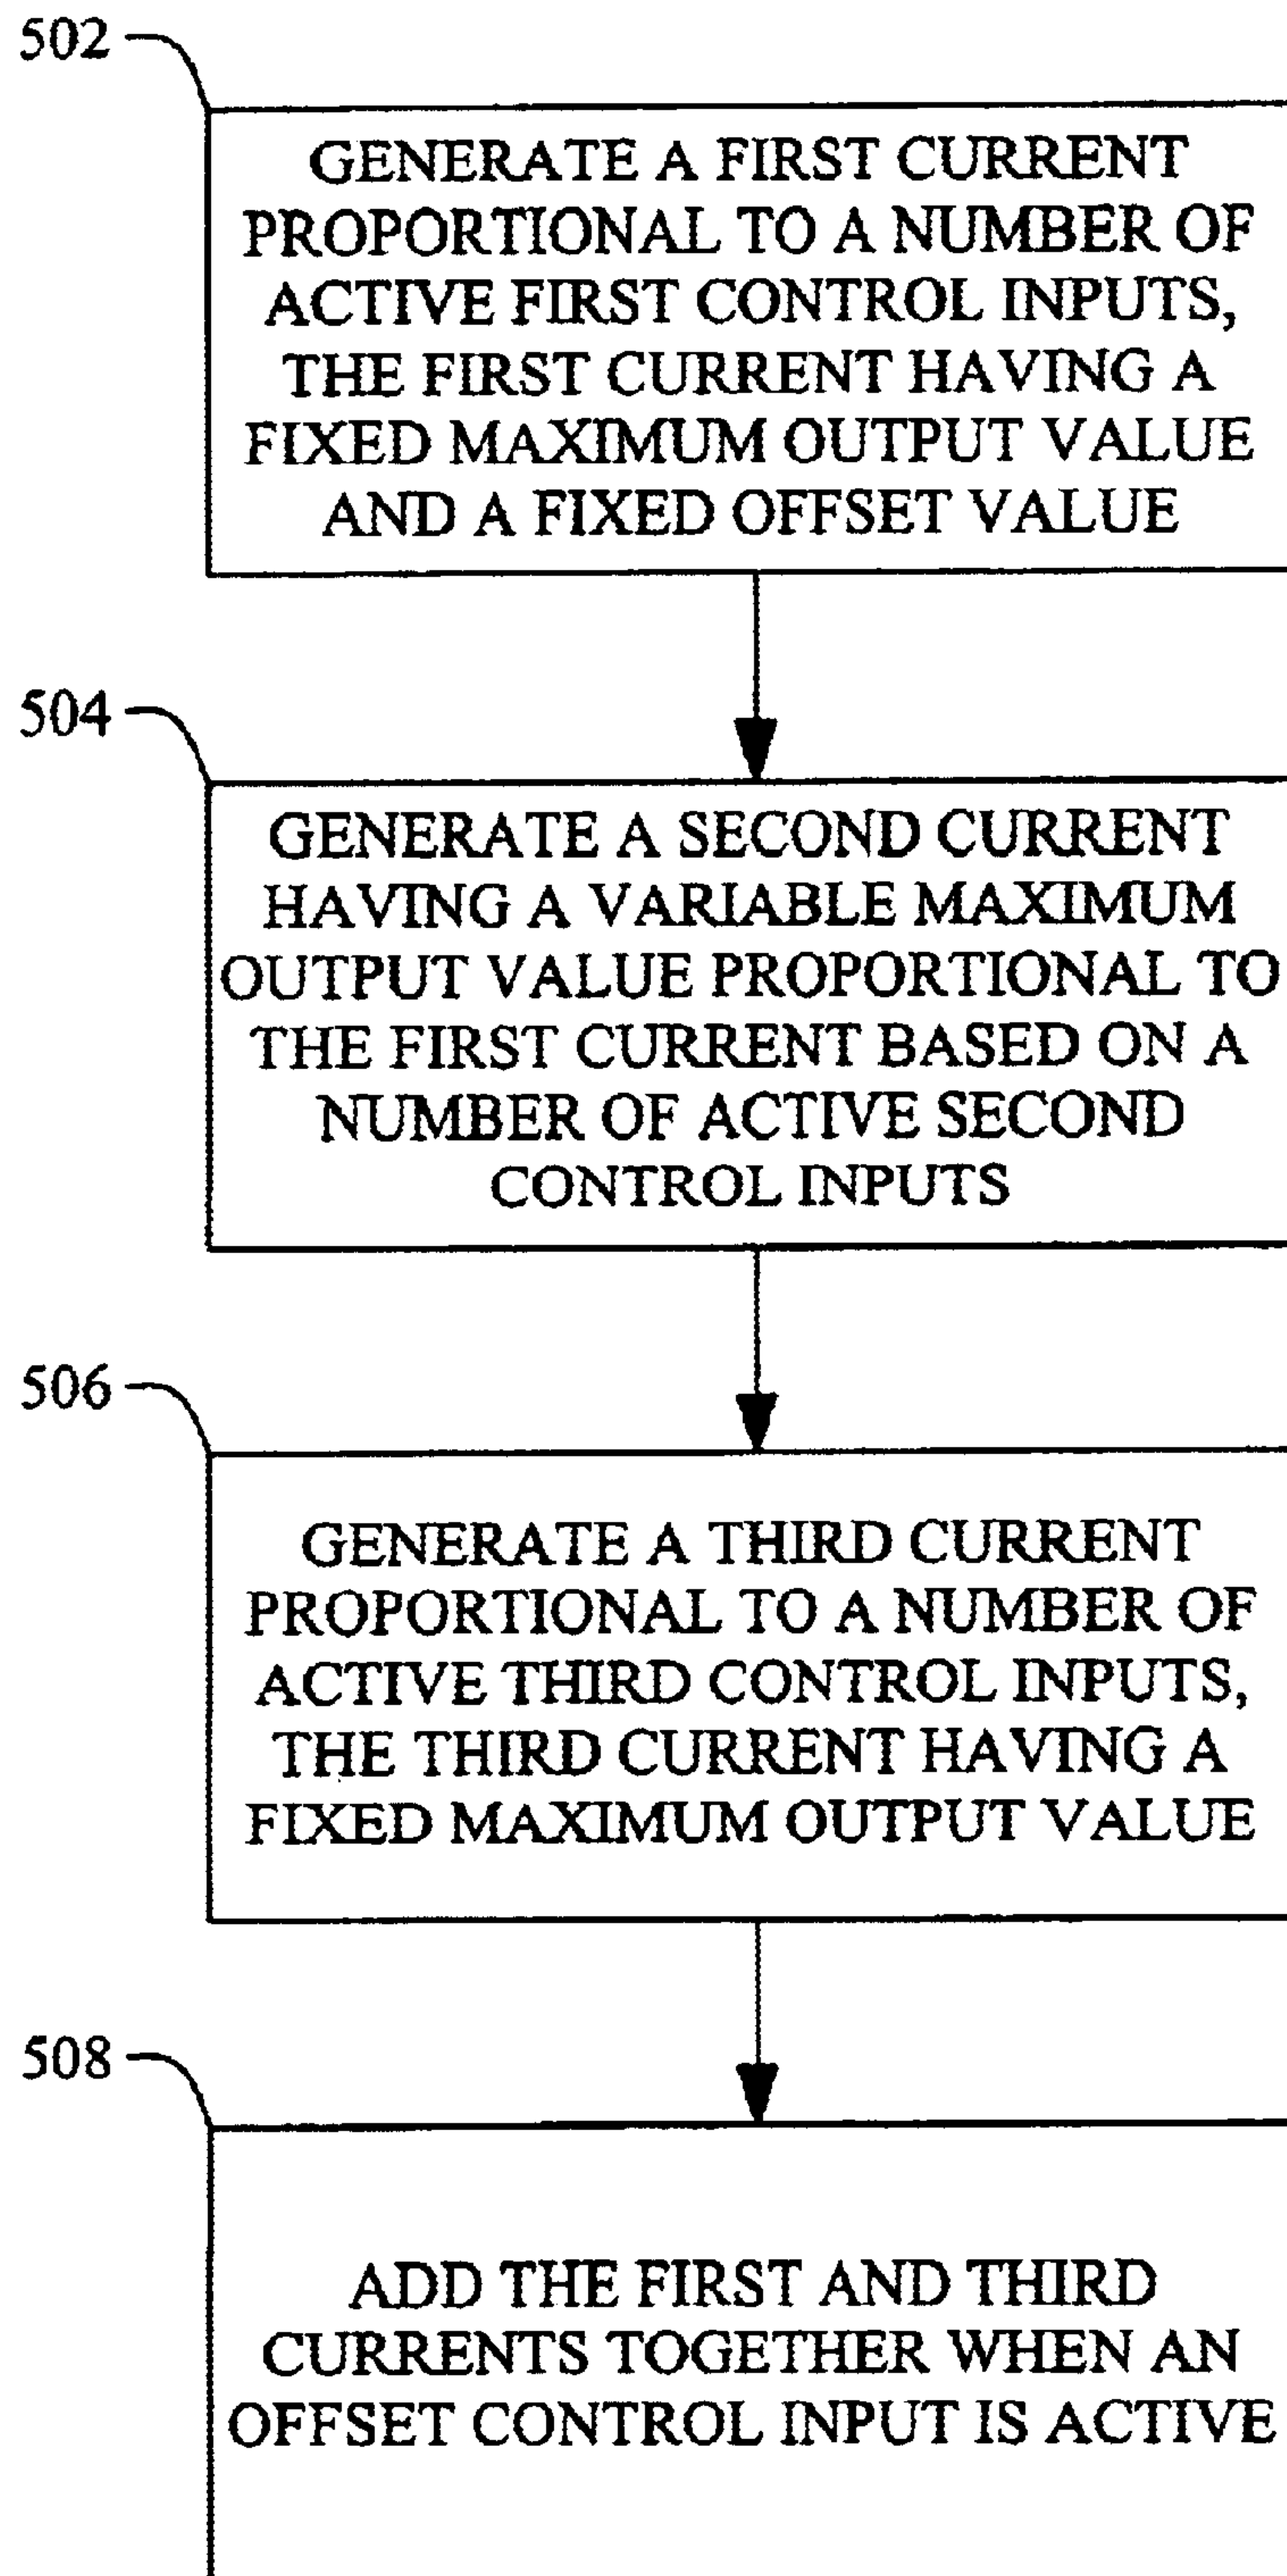 502
GENERATE A FIRST CURRENT
PROPORTIONAL TO A NUMBER OF
ACTIVE FIRST CONTROL INPUTS,
THE FIRST CURRENT HAVING A
FIXED MAXIMUM OUTPUT VALUE
AND A FIXED OFFSET VALUE
504
GENERATE A SECOND CURRENT
HAVING A VARIABLE MAXIMUM
OUTPUT VALUE PROPORTIONAL TO
THE FIRST CURRENT BASED ON A
NUMBER OF ACTIVE SECOND
CONTROL INPUTS
506
GENERATE A THIRD CURRENT
PROPORTIONAL TO A NUMBER OF
ACTIVE THIRD CONTROL INPUTS,
THE THIRD CURRENT HAVING A
FIXED MAXIMUM OUTPUT VALUE
508
ADD THE FIRST AND THIRD
CURRENTS TOGETHER WHEN AN
OFFSET CONTROL INPUT IS ACTIVE